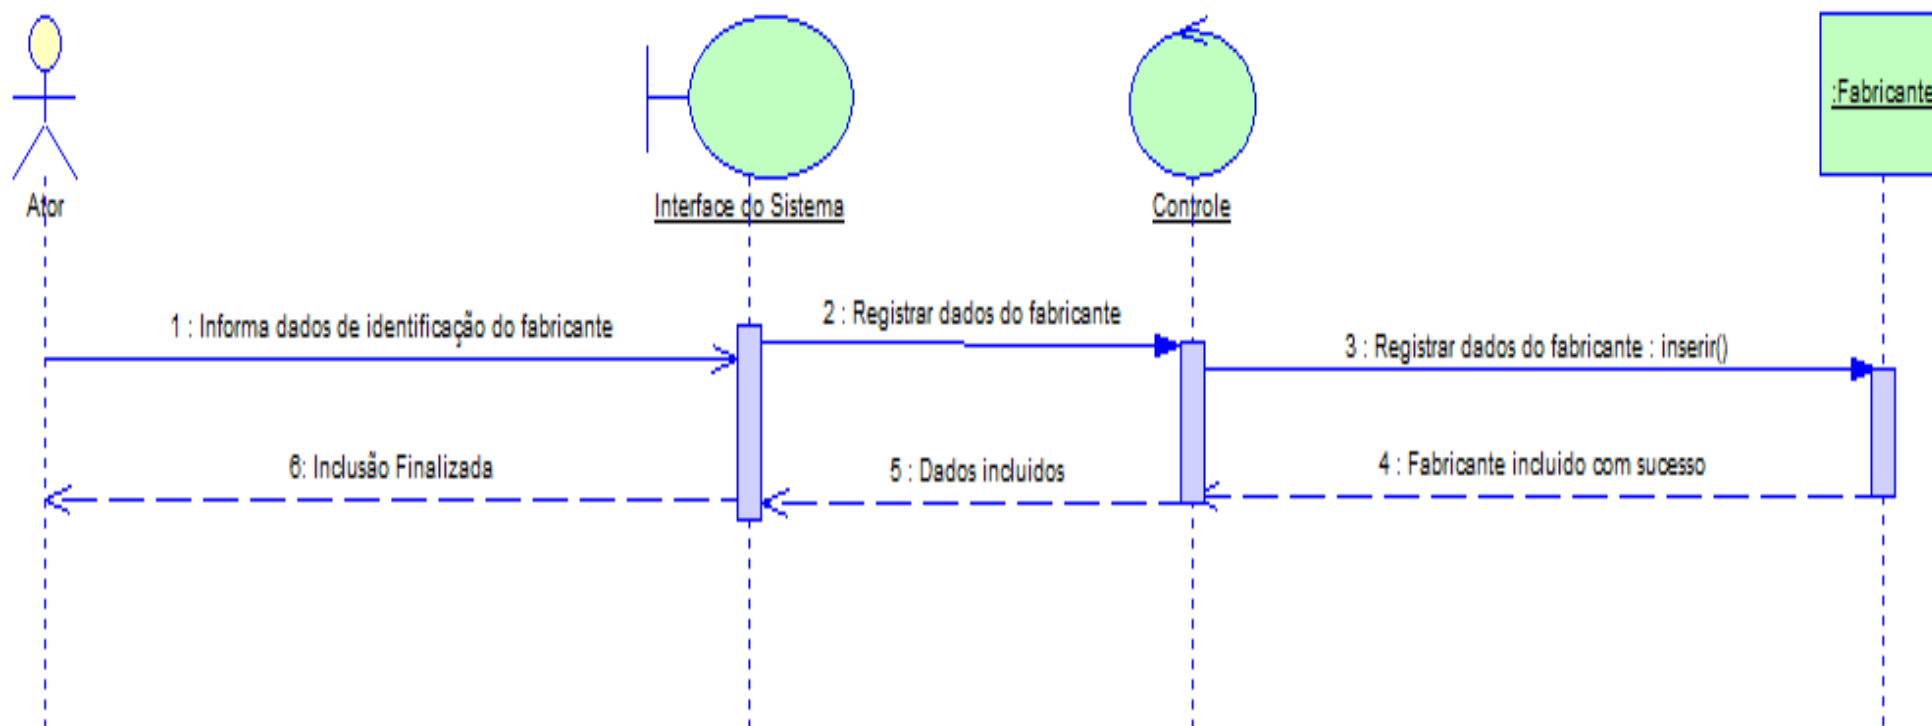 :Fabricante
Ator
Interface do Sistema
Controle
1 : Informa dados de identificação do fabricante
2 : Registrar dados do fabricante
3 : Registrar dados do fabricante : inserir()
6: Inclusão Finalizada
5 : Dados incluidos
4 : Fabricante incluido com sucesso